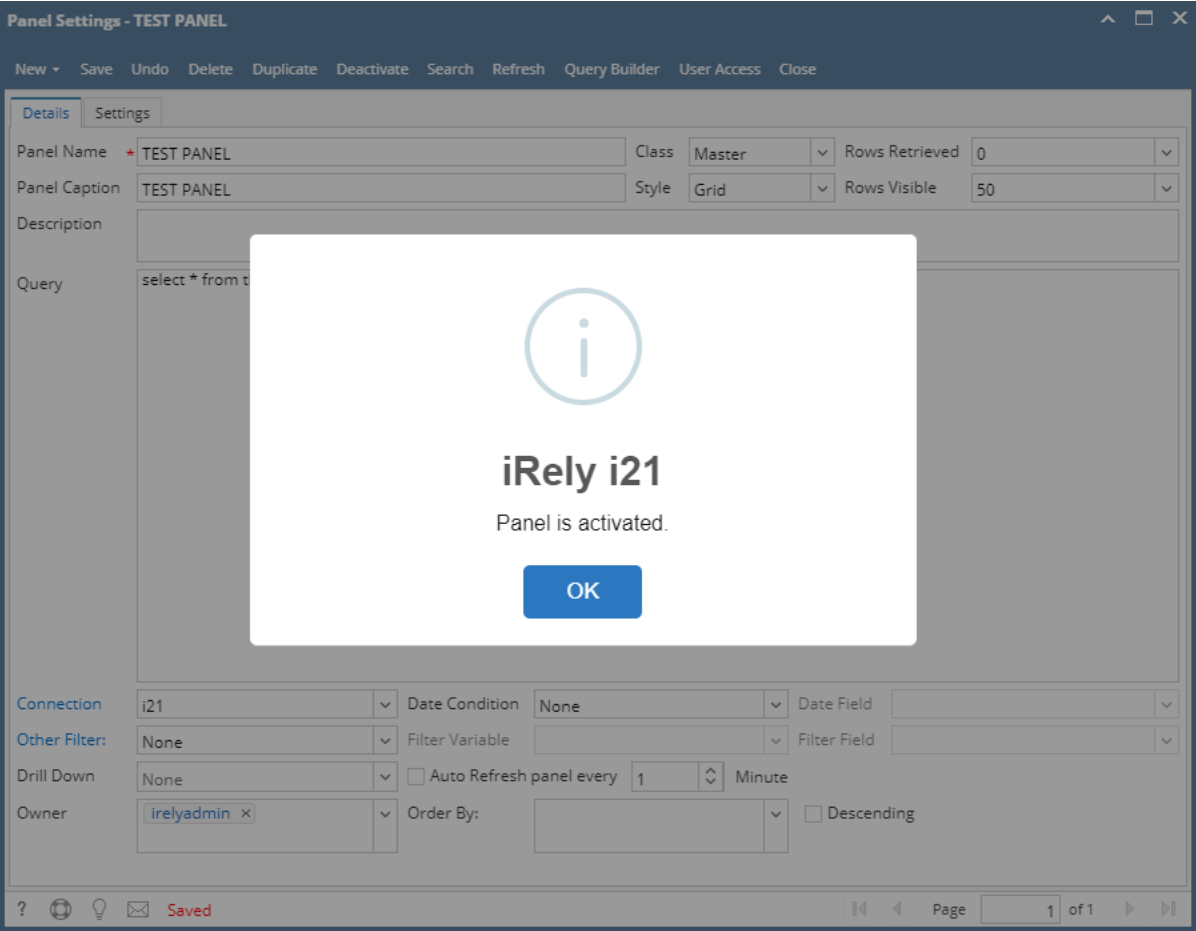 Panel Settings - TEST PANEL
New Save Undo Delete Duplicate Deactivate Search Refresh Query Builder User Access Close
Details Settings
Panel Name * TEST PANEL Class Master Rows Retrieved 0
Panel Caption TEST PANEL Style Grid Rows Visible 50
Description
Query select * from t
iRely i21
Panel is activated.
OK
Connection i21 Date Condition None Date Field
Other Filter: None Filter Variable Filter Field
Drill Down None Auto Refresh panel every 1 Minute
Owner irelyadmin × Order By: Descending
? Saved Page 1 of 1